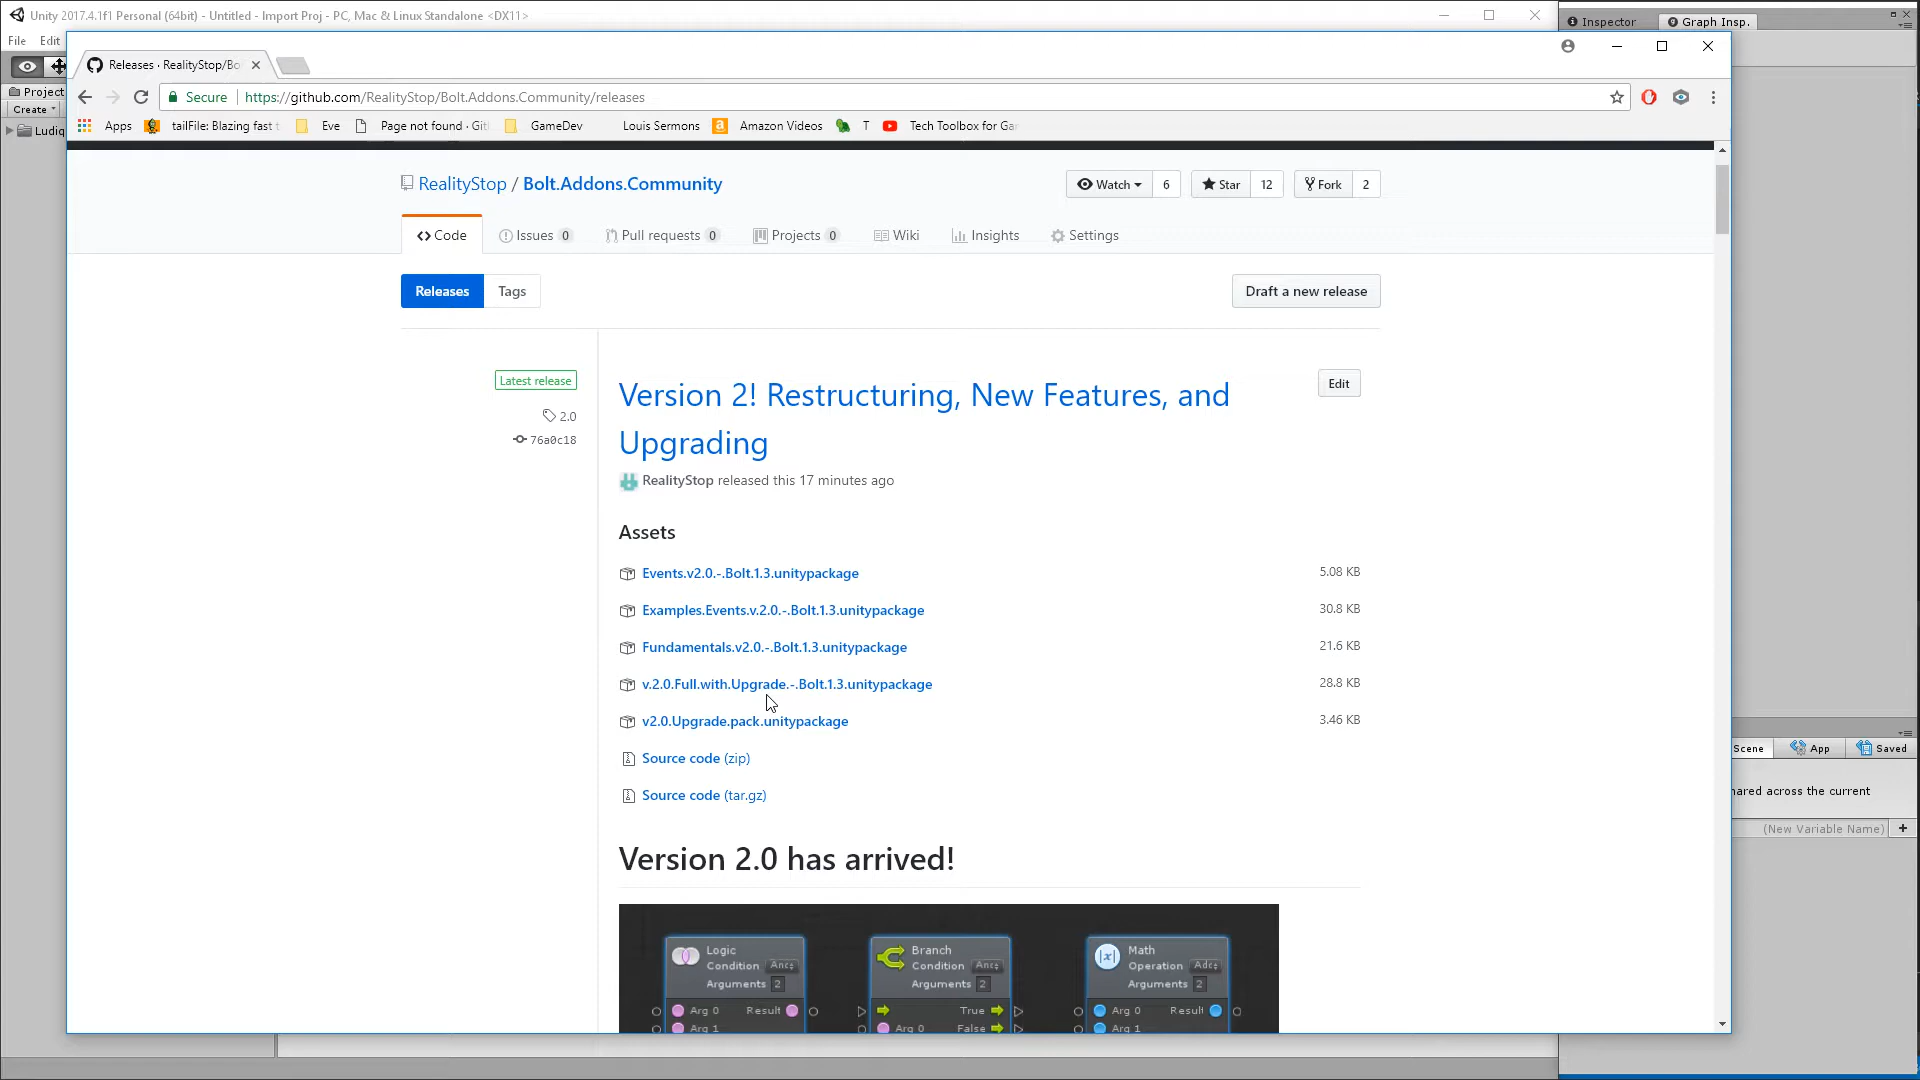 Unity 2017.4.1f1 Personal (64bit) - Untitled - Import Proj - PC, Mac & Linux Standalone <DX11>
Inspector
Graph Insp.
File Edit
Releases · RealityStop/Bo
Secure https://github.com/RealityStop/Bolt.Addons.Community/releases
Project
Create
Apps tailFile: Blazing fast Eve Page not found · Git GameDev Louis Sermons Amazon Videos T Tech Toolbox for Ga
Ludiq
RealityStop / Bolt.Addons.Community
Watch 6 Star 12 Fork 2
Code Issues 0 Pull requests 0 Projects 0 Wiki Insights Settings
Releases Tags
Draft a new release
Latest release
2.0
76a0c18
Version 2! Restructuring, New Features, and
Upgrading
Edit
RealityStop released this 17 minutes ago
Assets
Events.v2.0.-.Bolt.1.3.unitypackage 5.08 KB
Examples.Events.v.2.0.-.Bolt.1.3.unitypackage 30.8 KB
Fundamentals.v2.0.-.Bolt.1.3.unitypackage 21.6 KB
v.2.0.Full.with.Upgrade.-.Bolt.1.3.unitypackage 28.8 KB
v2.0.Upgrade.pack.unitypackage 3.46 KB
Source code (zip)
Source code (tar.gz)
Scene App Saved
hared across the current
(New Variable Name) +
Version 2.0 has arrived!
Logic
Condition
Arguments 2
Arg 0 Result
Arg 1
Branch
Condition
Arguments 2
True
Arg 0 False
Math
Operation
Arguments 2
Arg 0 Result
Arg 1